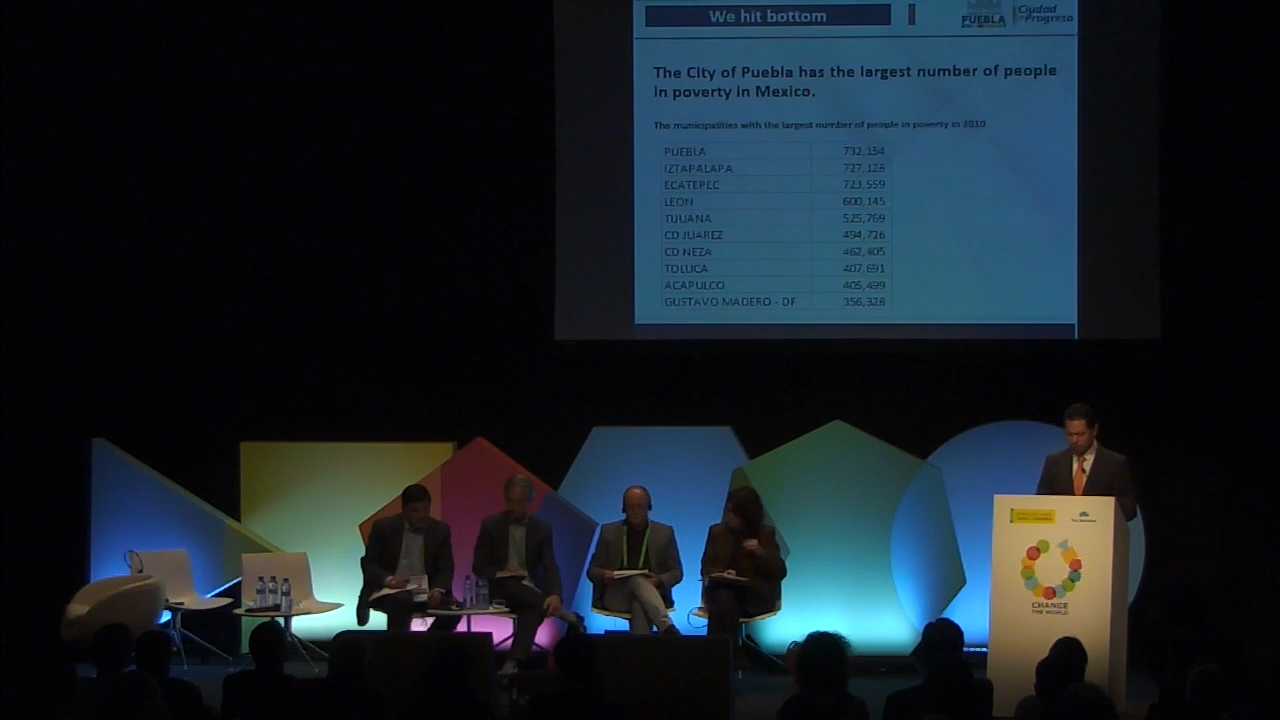 We hit bottom
PUEBLA
Ciudad
de Progreso
The City of Puebla has the largest number of people
in poverty in Mexico.
The municipalities with the largest number of people in poverty in 2010
PUEBLA 732,154
IZTAPALAPA 727,128
ECATEPEC 723,559
LEON 600,145
TIJUANA 525,769
CD JUAREZ 494,726
CD NEZA 462,405
TOLUCA 407,691
ACAPULCO 405,499
GUSTAVO MADERO - DF 356,328
CHANGE
THE WORLD